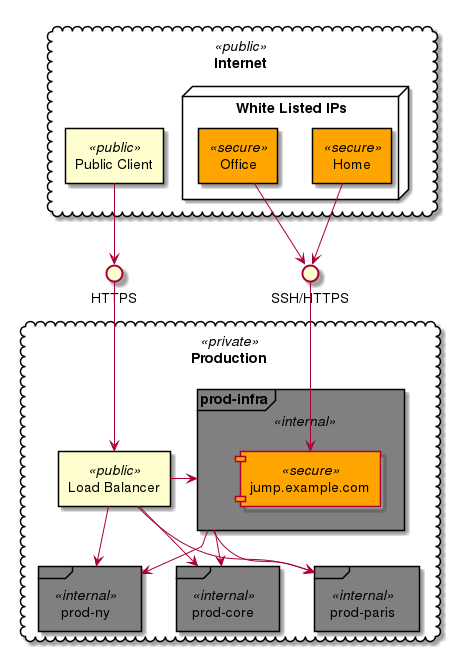 «public»
Internet
White Listed IPs
«public»
Public Client
«secure»
Office
«secure»
Home
HTTPS
SSH/HTTPS
«private»
Production
prod-infra
«internal»
«public»
Load Balancer
«secure»
jump.example.com
«internal»
prod-ny
«internal»
prod-core
«internal»
prod-paris